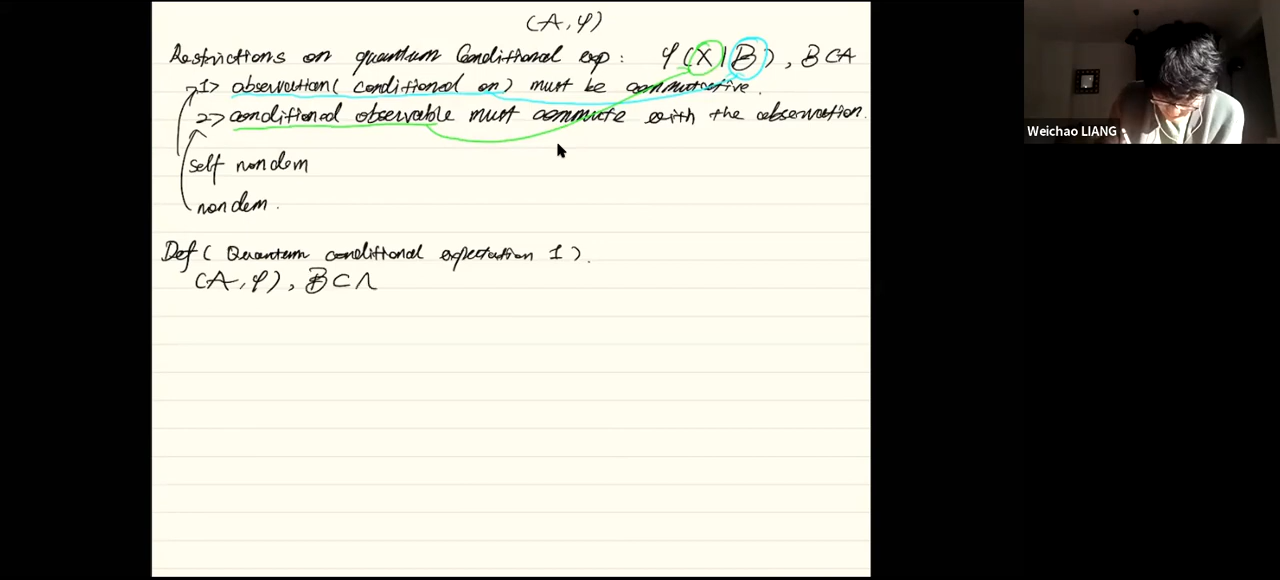 (A, φ)
Restrictions on quantum Conditional exp : φ(X|B), B⊂A
1> observation( conditional on) must be commutative.
2> conditional observable must commute with the observation.
self nondem
nondem.
Def ( Quantum conditional expectation 1 ).
(A, φ), B⊂A
Weichao LIANG